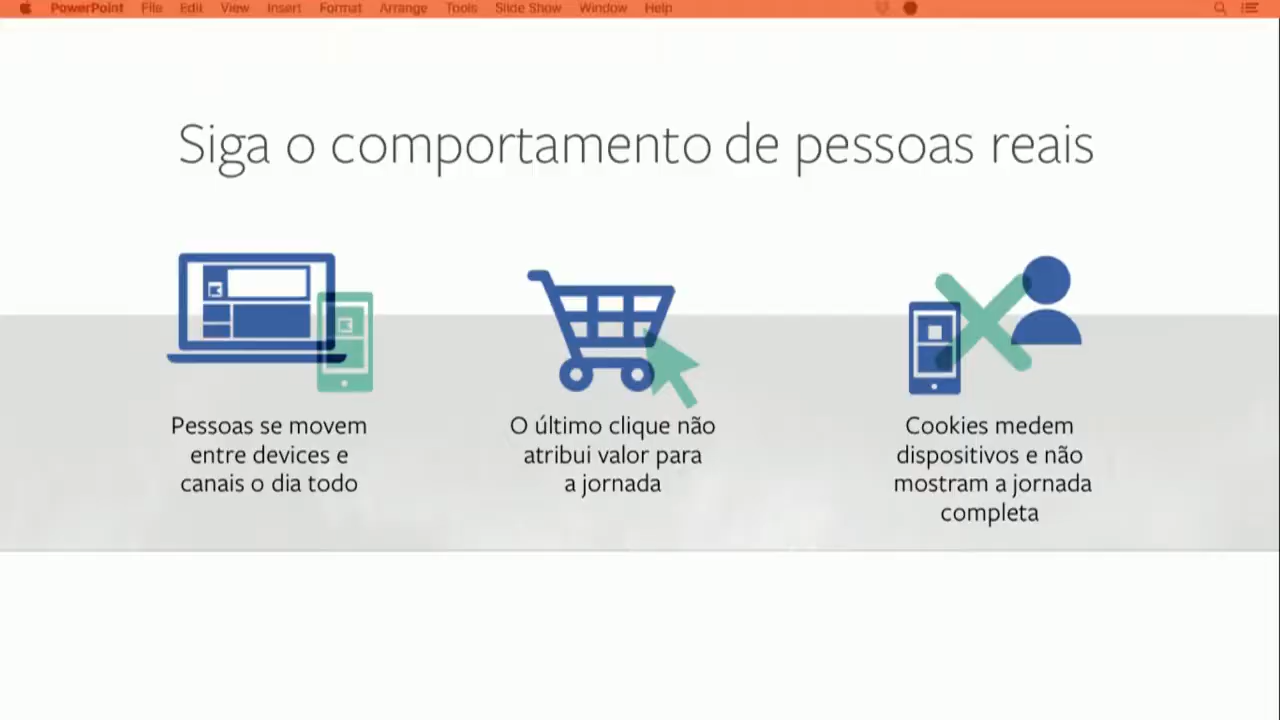 PowerPoint File Edit View Insert Format Arrange Tools Slide Show Window Help
Siga o comportamento de pessoas reais
Pessoas se movem
entre devices e
canais o dia todo
O último clique não
atribui valor para
a jornada
Cookies medem
dispositivos e não
mostram a jornada
completa